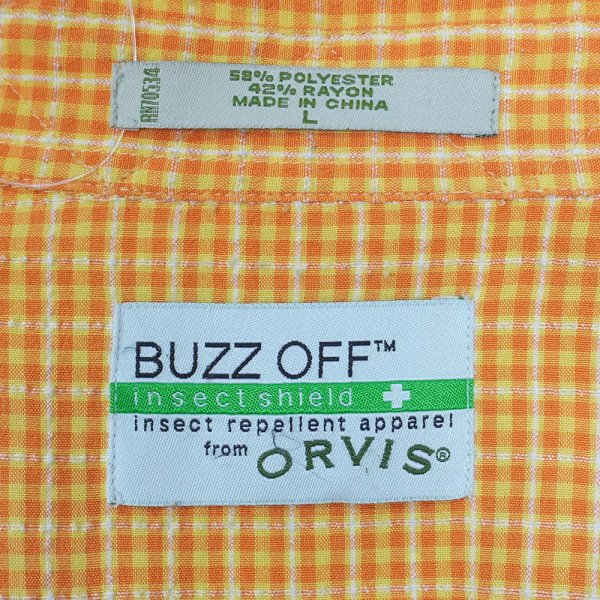 RN70534
58% POLYESTER
42% RAYON
MADE IN CHINA
L
BUZZ OFF™
insect shield
insect repellent apparel
from ORVIS®